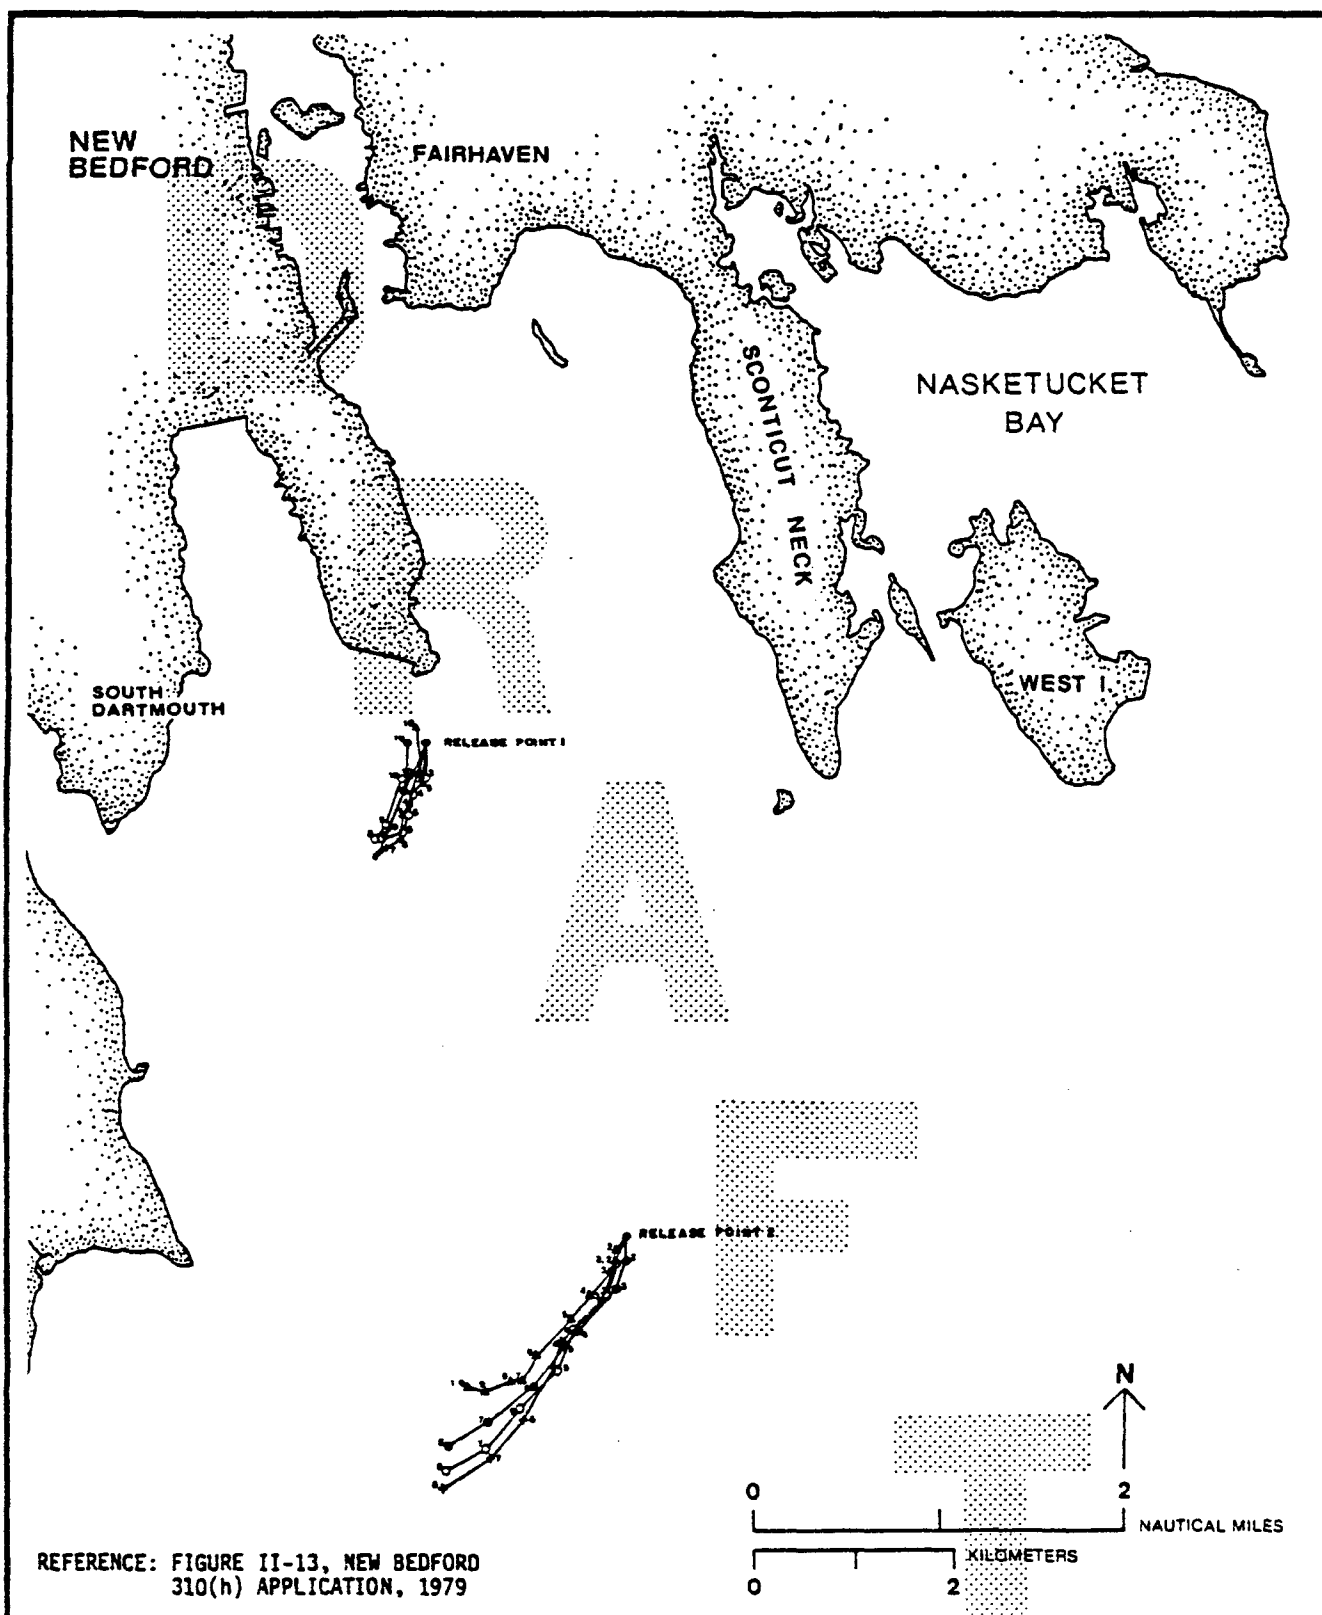 NEW
BEDFORD
FAIRHAVEN
SCONTICUT NECK
NASKETUCKET
BAY
WEST I.
SOUTH
DARTMOUTH
RELEASE POINT 1
RELEASE POINT 2
DRAFT
N
0 2
NAUTICAL MILES
KILOMETERS
0 2
REFERENCE: FIGURE II-13, NEW BEDFORD
310(h) APPLICATION, 1979